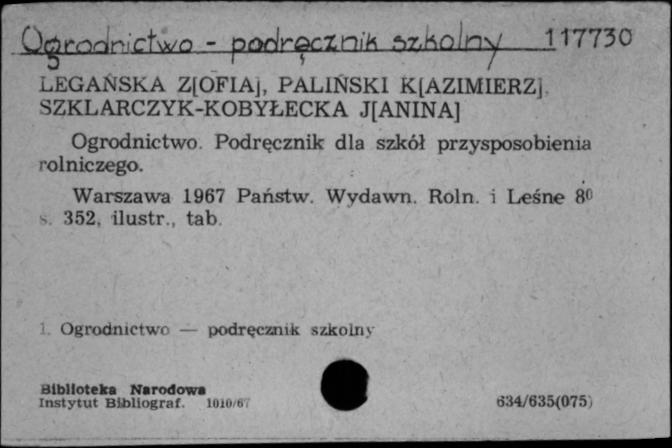 Ogrodnictwo - podręcznik szkolny 117730
LEGAŃSKA Z[OFIA], PALIŃSKI K[AZIMIERZ],
SZKLARCZYK-KOBYŁECKA J[ANINA]
Ogrodnictwo. Podręcznik dla szkół przysposobienia
rolniczego.
Warszawa 1967 Państw. Wydawn. Roln. i Leśne 8⁰
s. 352, ilustr., tab.
1. Ogrodnictwo — podręcznik szkolny
Biblioteka Narodowa
Instytut Bibliograf. 1010/67
634/635(075)